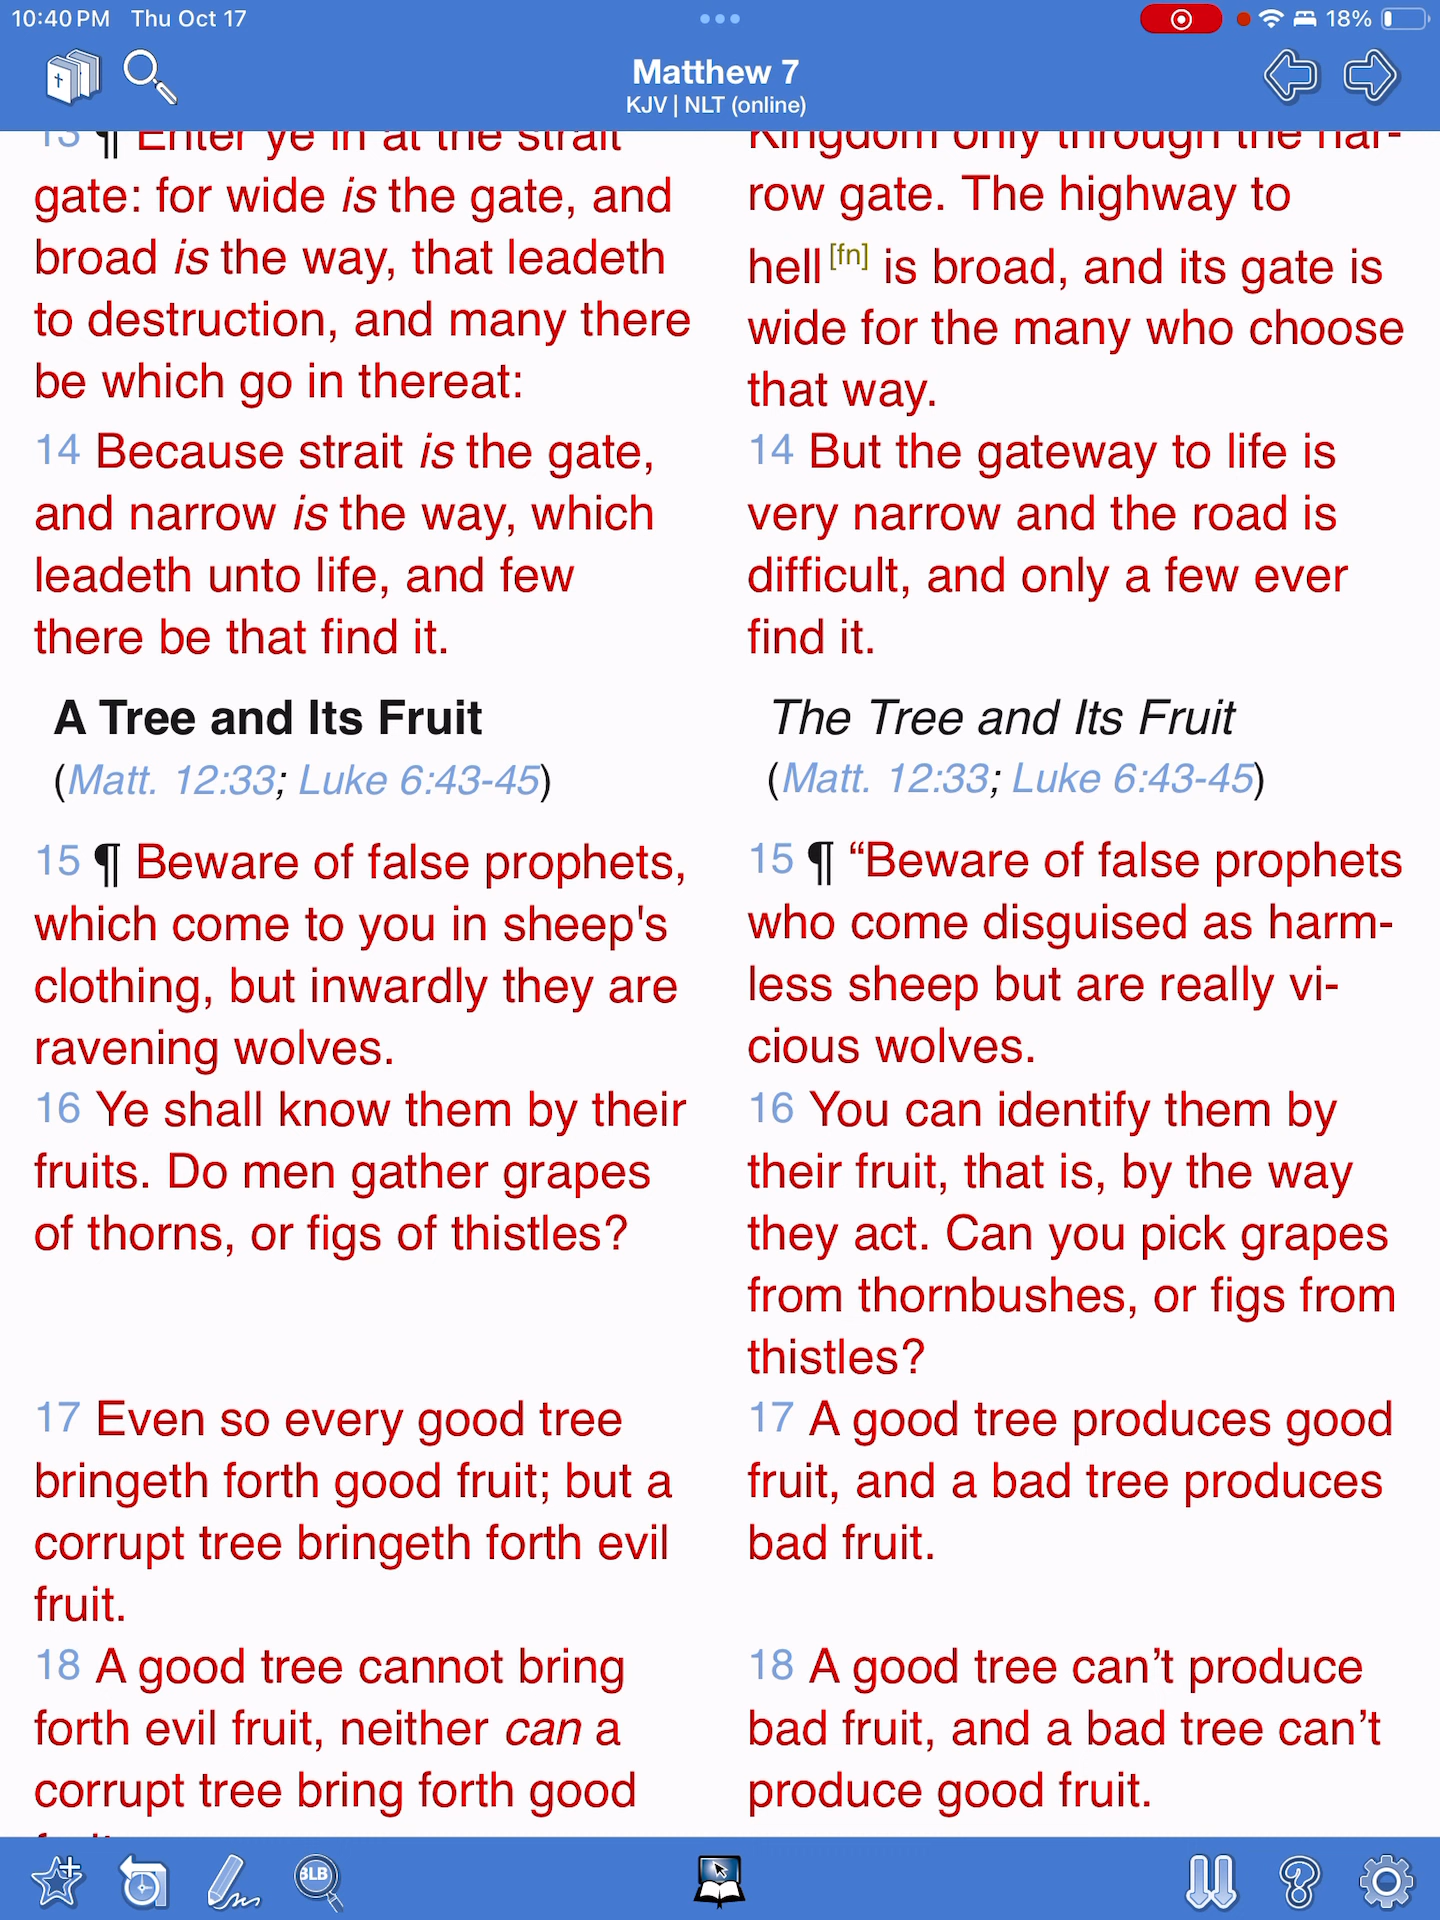 10:40 PM Thu Oct 17
18%
Matthew 7
KJV | NLT (online)
13 ¶ Enter ye in at the strait
gate: for wide is the gate, and
broad is the way, that leadeth
to destruction, and many there
be which go in thereat:
14 Because strait is the gate,
and narrow is the way, which
leadeth unto life, and few
there be that find it.
A Tree and Its Fruit
(Matt. 12:33; Luke 6:43-45)
15 ¶ Beware of false prophets,
which come to you in sheep's
clothing, but inwardly they are
ravening wolves.
16 Ye shall know them by their
fruits. Do men gather grapes
of thorns, or figs of thistles?
17 Even so every good tree
bringeth forth good fruit; but a
corrupt tree bringeth forth evil
fruit.
18 A good tree cannot bring
forth evil fruit, neither can a
corrupt tree bring forth good
Kingdom only through the nar-
row gate. The highway to
hell [fn] is broad, and its gate is
wide for the many who choose
that way.
14 But the gateway to life is
very narrow and the road is
difficult, and only a few ever
find it.
The Tree and Its Fruit
(Matt. 12:33; Luke 6:43-45)
15 ¶ “Beware of false prophets
who come disguised as harm-
less sheep but are really vi-
cious wolves.
16 You can identify them by
their fruit, that is, by the way
they act. Can you pick grapes
from thornbushes, or figs from
thistles?
17 A good tree produces good
fruit, and a bad tree produces
bad fruit.
18 A good tree can’t produce
bad fruit, and a bad tree can’t
produce good fruit.
BLB